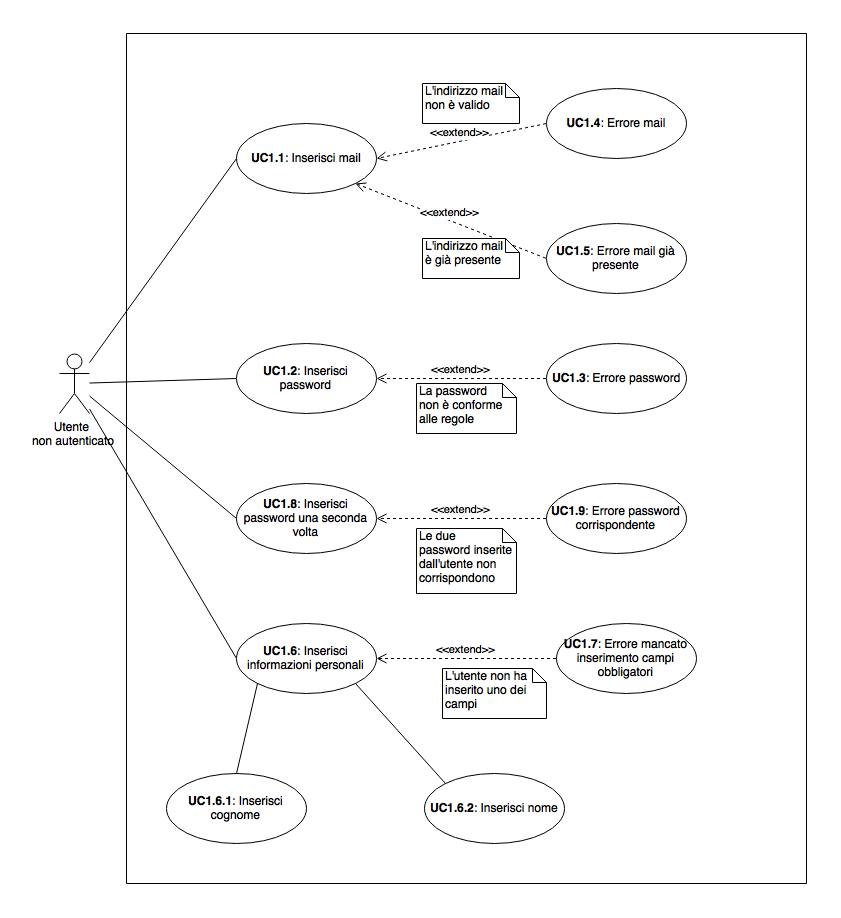 L'indirizzo mail
non è valido
<<extend>>
UC1.4: Errore mail
UC1.1: Inserisci mail
<<extend>>
L'indirizzo mail
è già presente
UC1.5: Errore mail già
presente
Utente
non autenticato
UC1.2: Inserisci
password
<<extend>>
La password
non è conforme
alle regole
UC1.3: Errore password
UC1.8: Inserisci
password una seconda
volta
<<extend>>
Le due
password inserite
dall'utente non
corrispondono
UC1.9: Errore password
corrispondente
UC1.6: Inserisci
informazioni personali
<<extend>>
L'utente non ha
inserito uno dei
campi
UC1.7: Errore mancato
inserimento campi
obbligatori
UC1.6.1: Inserisci
cognome
UC1.6.2: Inserisci nome